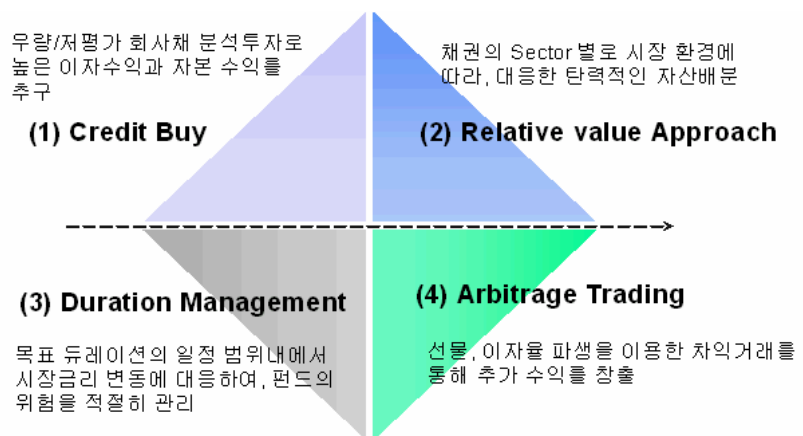 우량/저평가 회사채 분석투자로
높은 이자수익과 자본 수익를
추구
(1) Credit Buy
채권의 Sector별로 시장 환경에
따라, 대응한 탄력적인 자산배분
(2) Relative value Approach
(3) Duration Management
목표 듀레이션의 일정 범위내에서
시장금리 변동에 대응하여, 펀드의
위험을 적절히 관리
(4) Arbitrage Trading
선물, 이자율 파생을 이용한 차익거래를
통해 추가 수익를 창출